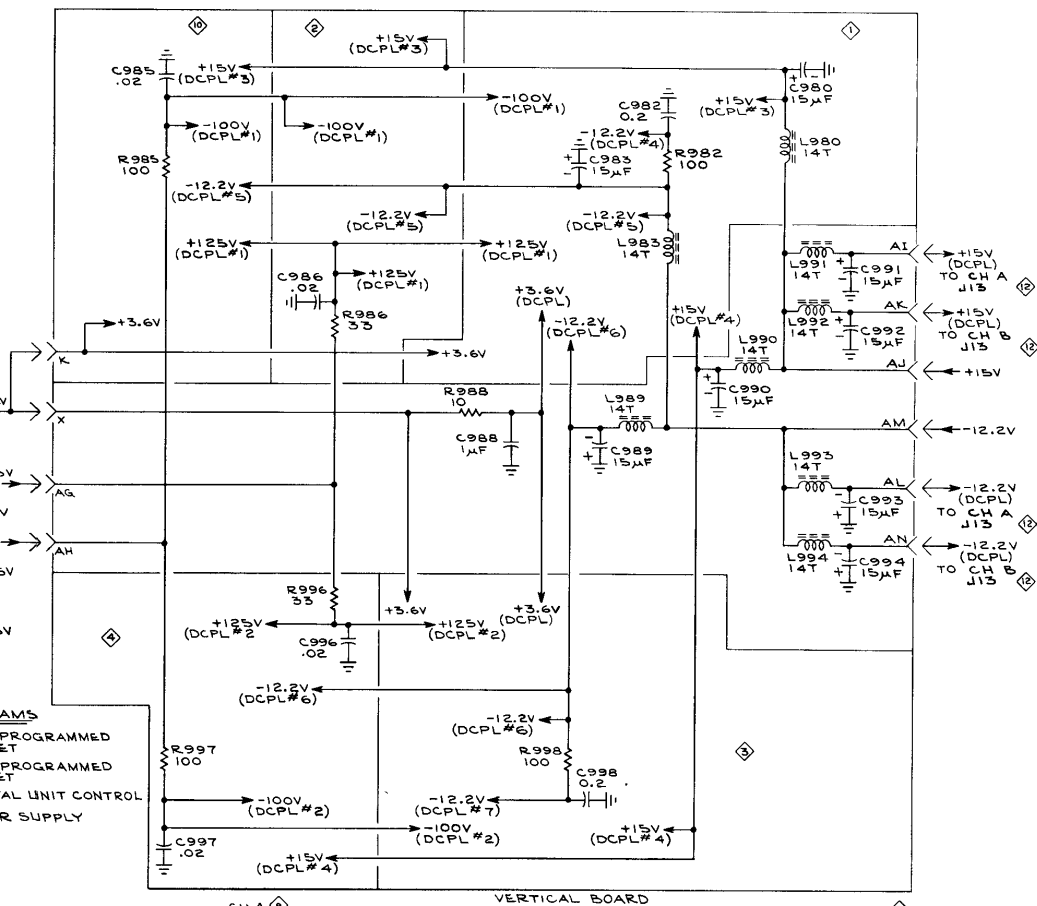 10
2
1
+15V
(DCPL#3)
C985
.02
+15V
(DCPL#3)
C980
15µF
-100V
(DCPL#1)
C982
0.2
+15V
(DCPL#3)
-100V
(DCPL#1)
-100V
(DCPL#1)
-12.2V
(DCPL#4)
L980
14T
R985
100
C983
15µF
R982
100
-12.2V
(DCPL#5)
-12.2V
(DCPL#5)
-12.2V
(DCPL#5)
+125V
(DCPL#1)
+125V
(DCPL#1)
L983
14T
C986
.02
+125V
(DCPL#1)
R986
33
+3.6V
(DCPL)
-12.2V
(DCPL#6)
+15V
(DCPL#4)
L991
14T
C991
15µF
AI
+15V
(DCPL)
TO CH A
J13
12
L992
14T
C992
15µF
AK
+15V
(DCPL)
TO CH B
J13
12
+3.6V
K
+3.6V
L990
14T
C990
15µF
AJ
+15V
R988
10
L989
14T
X
C988
1µF
C989
15µF
AM
-12.2V
L993
14T
C993
15µF
AL
-12.2V
(DCPL)
TO CH A
J13
12
AG
AH
L994
14T
C994
15µF
AN
-12.2V
(DCPL)
TO CH B
J13
12
R996
33
+3.6V
+3.6V
(DCPL)
4
+125V
(DCPL#2
C996
.02
+125V
(DCPL#2)
-12.2V
(DCPL#6)
-12.2V
(DCPL#6)
AMS
PROGRAMMED
ET
PROGRAMMED
ET
AL UNIT CONTROL
R SUPPLY
R997
100
R998
100
3
C998
0.2
-100V
(DCPL#2)
-12.2V
(DCPL#7)
C997
.02
-100V
(DCPL#2)
+15V
(DCPL#4)
+15V
(DCPL#4)
VERTICAL BOARD